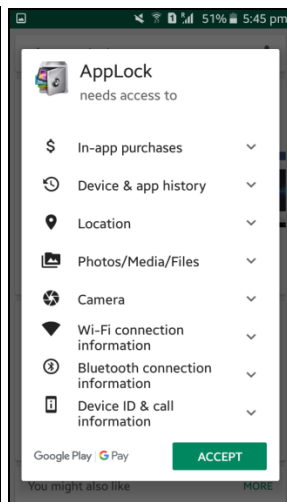 51% 5:45 pm
AppLock
needs access to
$ In-app purchases
Device & app history
Location
Photos/Media/Files
Camera
Wi-Fi connection
information
Bluetooth connection
information
Device ID & call
information
Google Play | G Pay ACCEPT
You might also like MORE